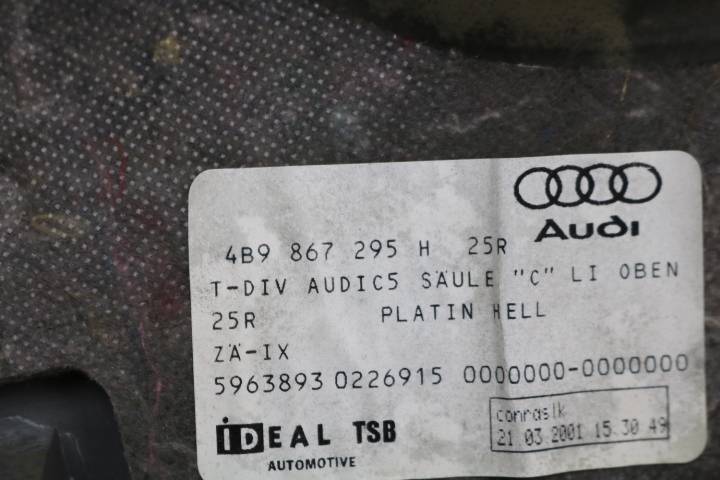 Audi
4B9 867 295 H 25R
T-DIV AUDIC5 SÄULE "C" LI OBEN
25R PLATIN HELL
ZÄ-IX
5963893 0226915 0000000-0000000
conraslk
21 03 2001 15.30 49
iDEAL TSB
AUTOMOTIVE